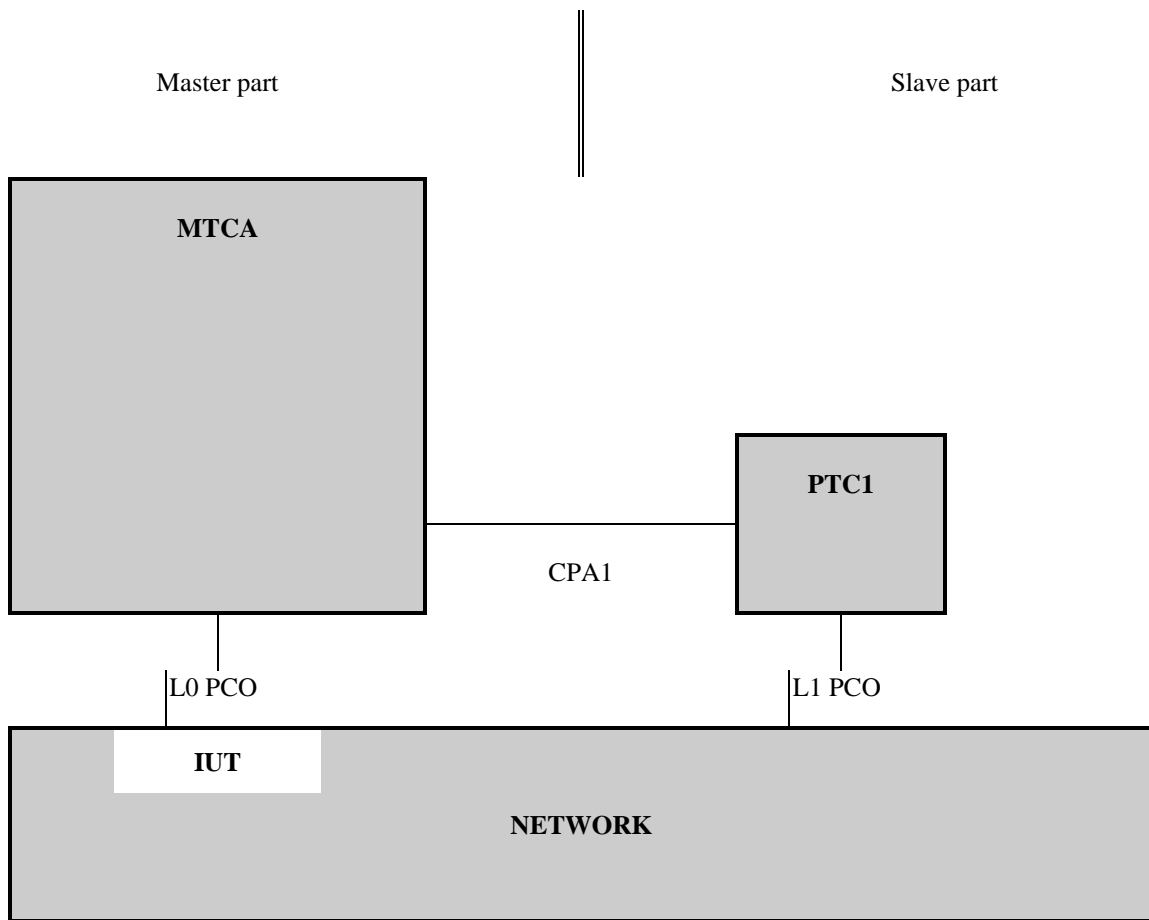 Master part
Slave part
MTCA
PTC1
CPA1
L0 PCO
L1 PCO
IUT
NETWORK